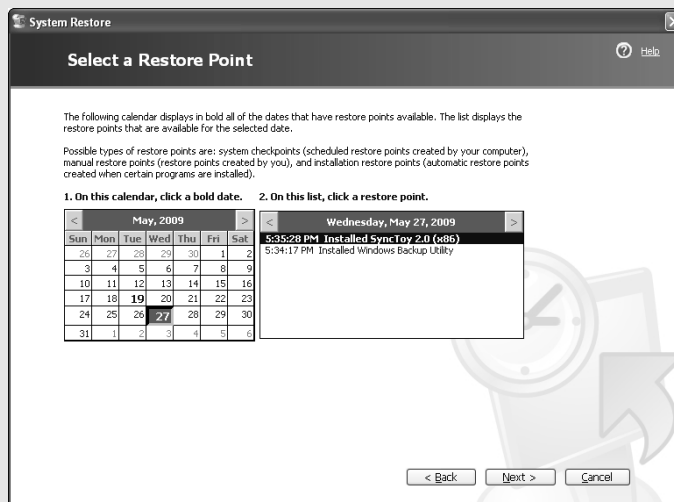 System Restore
Select a Restore Point
Help
The following calendar displays in bold all of the dates that have restore points available. The list displays the
restore points that are available for the selected date.
Possible types of restore points are: system checkpoints (scheduled restore points created by your computer),
manual restore points (restore points created by you), and installation restore points (automatic restore points
created when certain programs are installed).
1. On this calendar, click a bold date.
2. On this list, click a restore point.
< May, 2009 >
Sun Mon Tue Wed Thu Fri Sat
26 27 28 29 30 1 2
3 4 5 6 7 8 9
10 11 12 13 14 15 16
17 18 19 20 21 22 23
24 25 26 27 28 29 30
31 1 2 3 4 5 6
< Wednesday, May 27, 2009 >
5:35:28 PM Installed SyncToy 2.0 (x86)
5:34:17 PM Installed Windows Backup Utility
< Back Next > Cancel